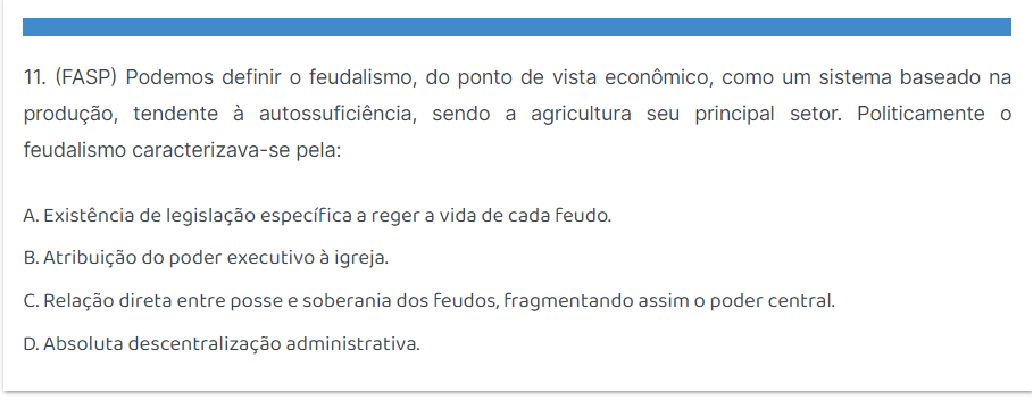 11. (FASP) Podemos definir o feudalismo, do ponto de vista econômico, como um sistema baseado na
produção, tendente à autossuficiência, sendo a agricultura seu principal setor. Politicamente o
feudalismo caracterizava-se pela:
A. Existência de legislação específica a reger a vida de cada feudo.
B. Atribuição do poder executivo à igreja.
C. Relação direta entre posse e soberania dos feudos, fragmentando assim o poder central.
D. Absoluta descentralização administrativa.